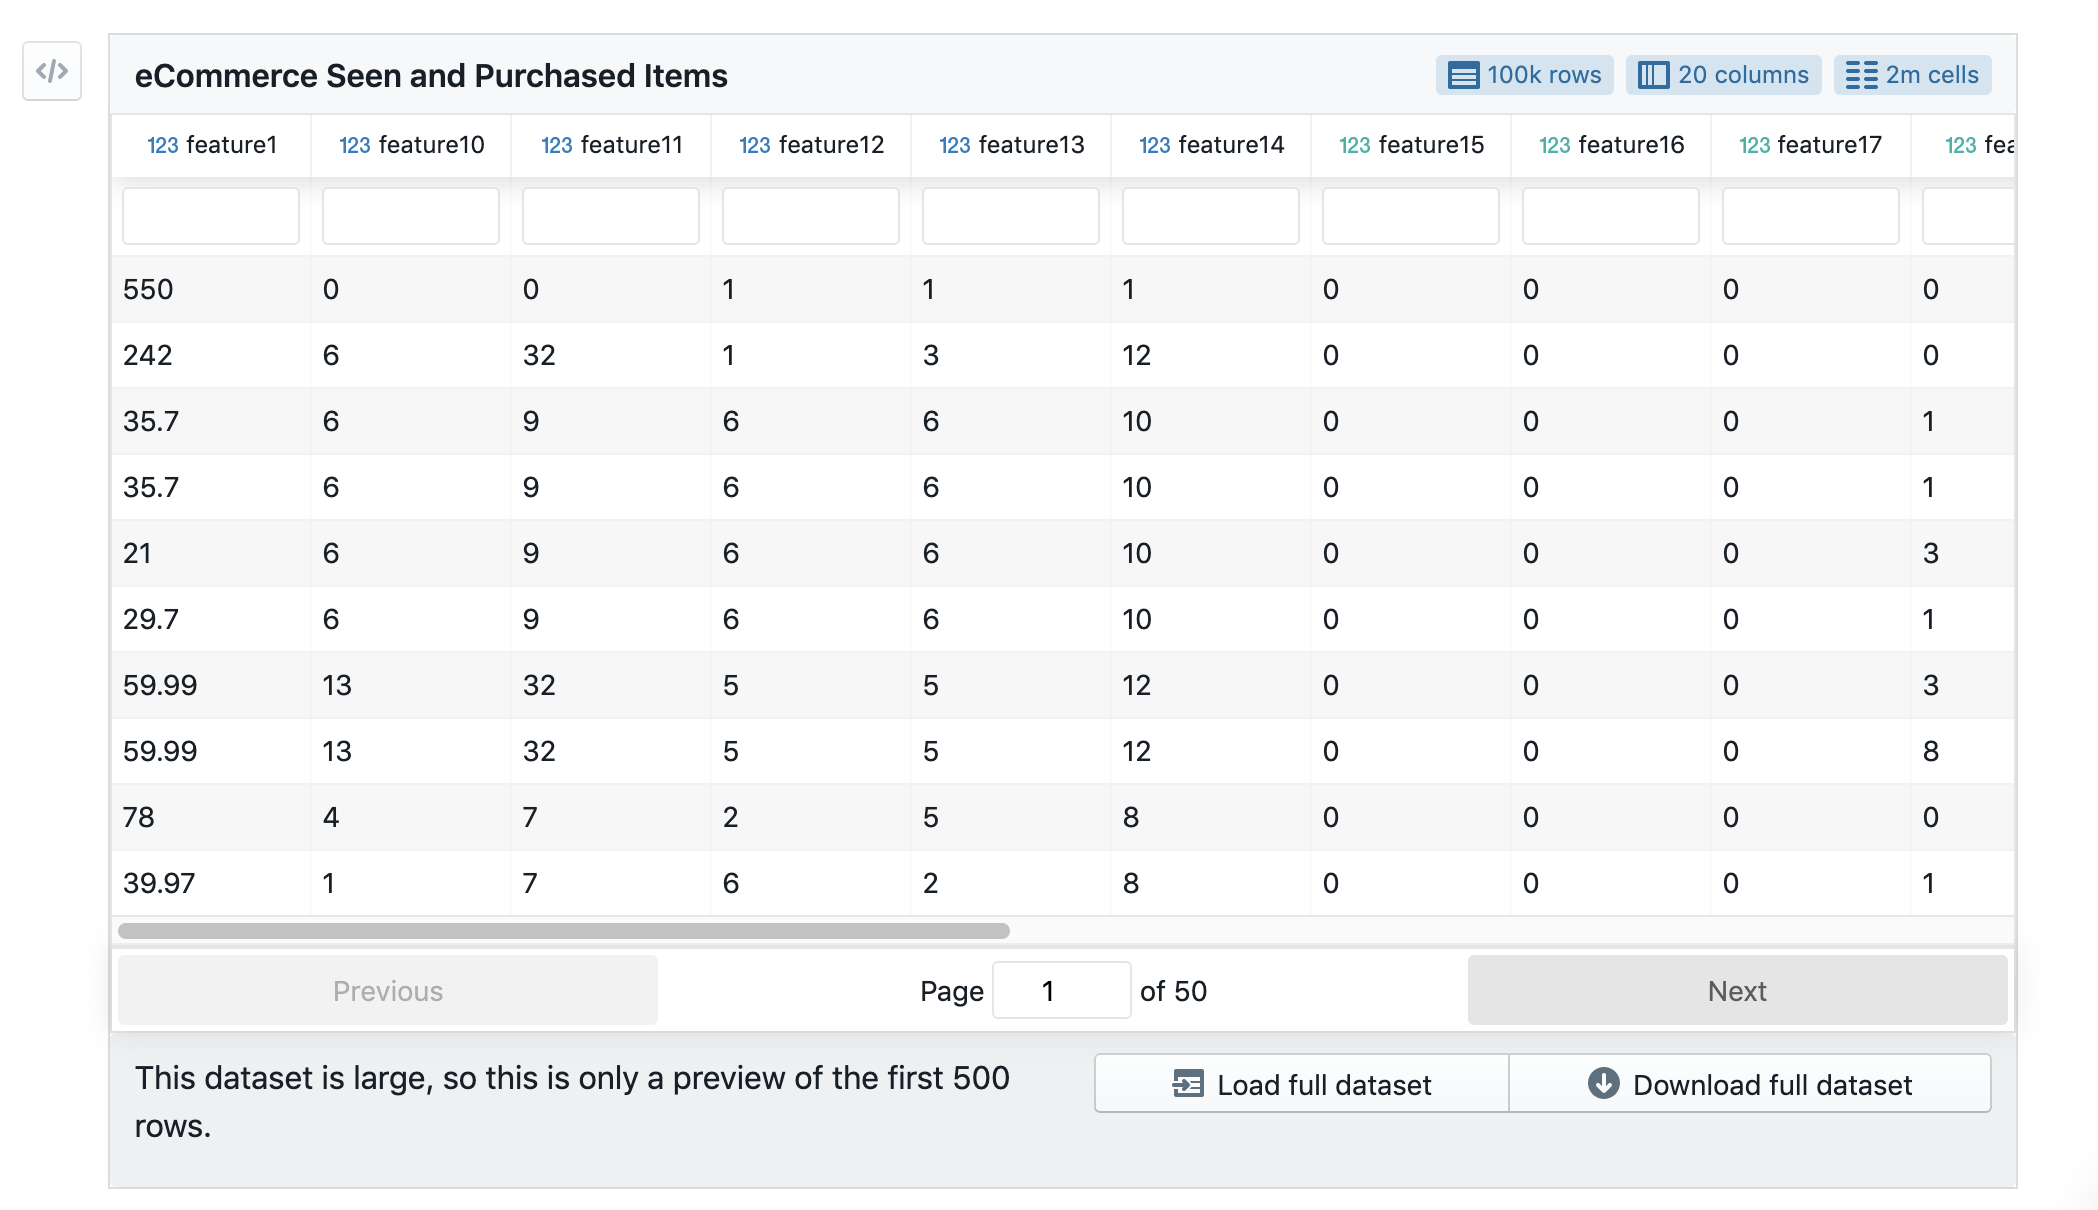 </>
eCommerce Seen and Purchased Items 100k rows 20 columns 2m cells
123 feature1 123 feature10 123 feature11 123 feature12 123 feature13 123 feature14 123 feature15 123 feature16 123 feature17 123 fea
550 0 0 1 1 1 0 0 0 0
242 6 32 1 3 12 0 0 0 0
35.7 6 9 6 6 10 0 0 0 1
35.7 6 9 6 6 10 0 0 0 1
21 6 9 6 6 10 0 0 0 3
29.7 6 9 6 6 10 0 0 0 1
59.99 13 32 5 5 12 0 0 0 3
59.99 13 32 5 5 12 0 0 0 8
78 4 7 2 5 8 0 0 0 0
39.97 1 7 6 2 8 0 0 0 1
Previous Page 1 of 50 Next
This dataset is large, so this is only a preview of the first 500
rows.
Load full dataset Download full dataset